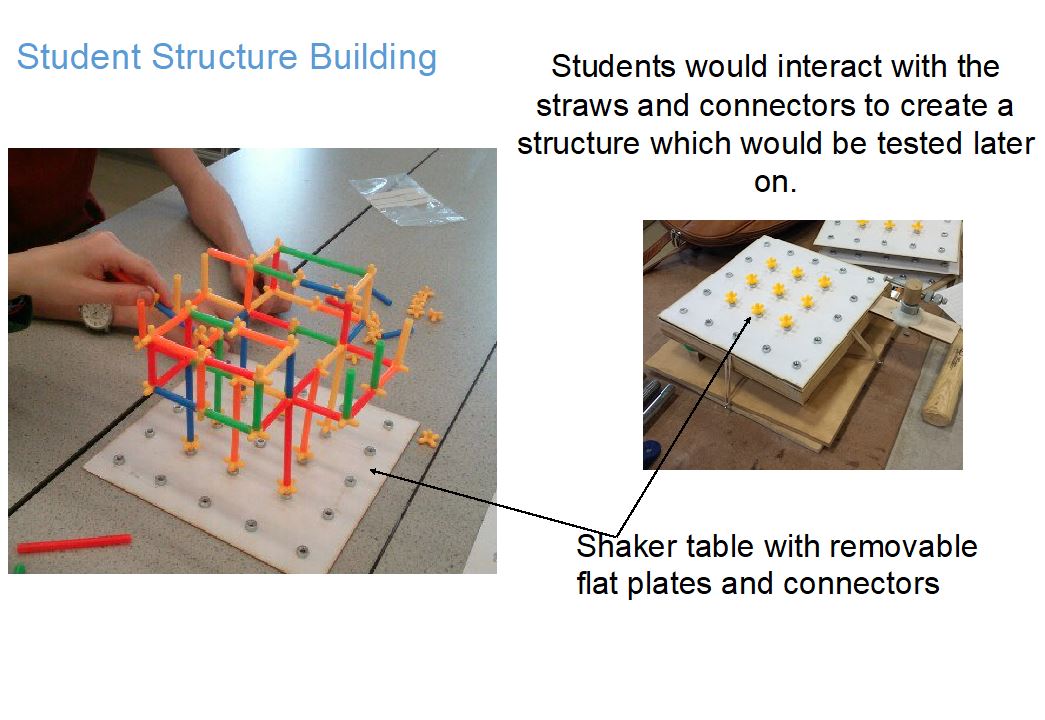 Student Structure Building
Students would interact with the
straws and connectors to create a
structure which would be tested later
on.
Shaker table with removable
flat plates and connectors